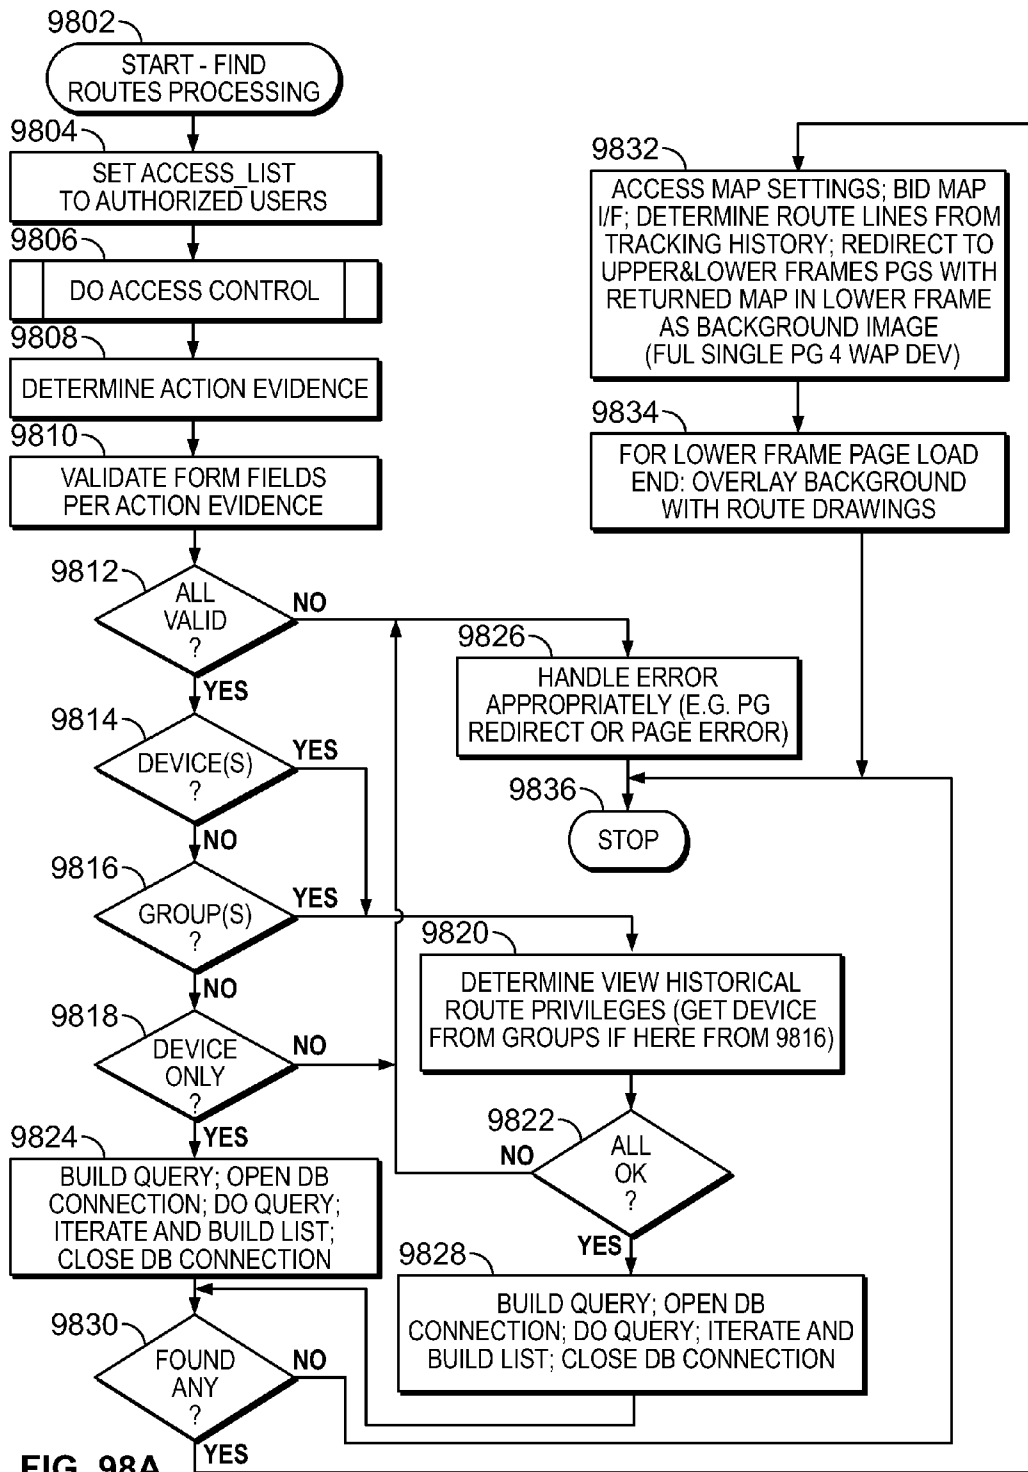 9802
START - FIND
ROUTES PROCESSING
9804
SET ACCESS_LIST
TO AUTHORIZED USERS
9806
DO ACCESS CONTROL
9808
DETERMINE ACTION EVIDENCE
9810
VALIDATE FORM FIELDS
PER ACTION EVIDENCE
9812
ALL
VALID
?
NO
YES
9814
DEVICE(S)
?
YES
NO
9816
GROUP(S)
?
YES
NO
9818
DEVICE
ONLY
?
NO
YES
9824
BUILD QUERY; OPEN DB
CONNECTION; DO QUERY;
ITERATE AND BUILD LIST;
CLOSE DB CONNECTION
9830
FOUND
ANY
?
NO
YES
FIG. 98A
9832
ACCESS MAP SETTINGS; BID MAP
I/F; DETERMINE ROUTE LINES FROM
TRACKING HISTORY; REDIRECT TO
UPPER&LOWER FRAMES PGS WITH
RETURNED MAP IN LOWER FRAME
AS BACKGROUND IMAGE
(FUL SINGLE PG 4 WAP DEV)
9834
FOR LOWER FRAME PAGE LOAD
END: OVERLAY BACKGROUND
WITH ROUTE DRAWINGS
9826
HANDLE ERROR
APPROPRIATELY (E.G. PG
REDIRECT OR PAGE ERROR)
9836
STOP
9820
DETERMINE VIEW HISTORICAL
ROUTE PRIVILEGES (GET DEVICE
FROM GROUPS IF HERE FROM 9816)
9822
ALL
OK
?
NO
YES
9828
BUILD QUERY; OPEN DB
CONNECTION; DO QUERY; ITERATE AND
BUILD LIST; CLOSE DB CONNECTION